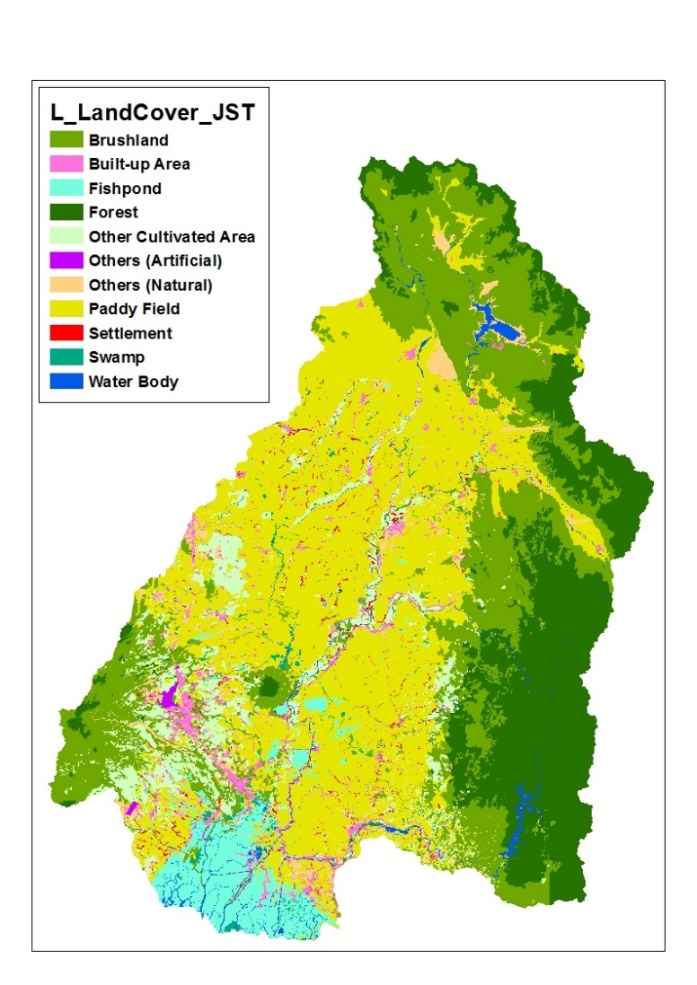 L_LandCover_JST
Brushland
Built-up Area
Fishpond
Forest
Other Cultivated Area
Others (Artificial)
Others (Natural)
Paddy Field
Settlement
Swamp
Water Body